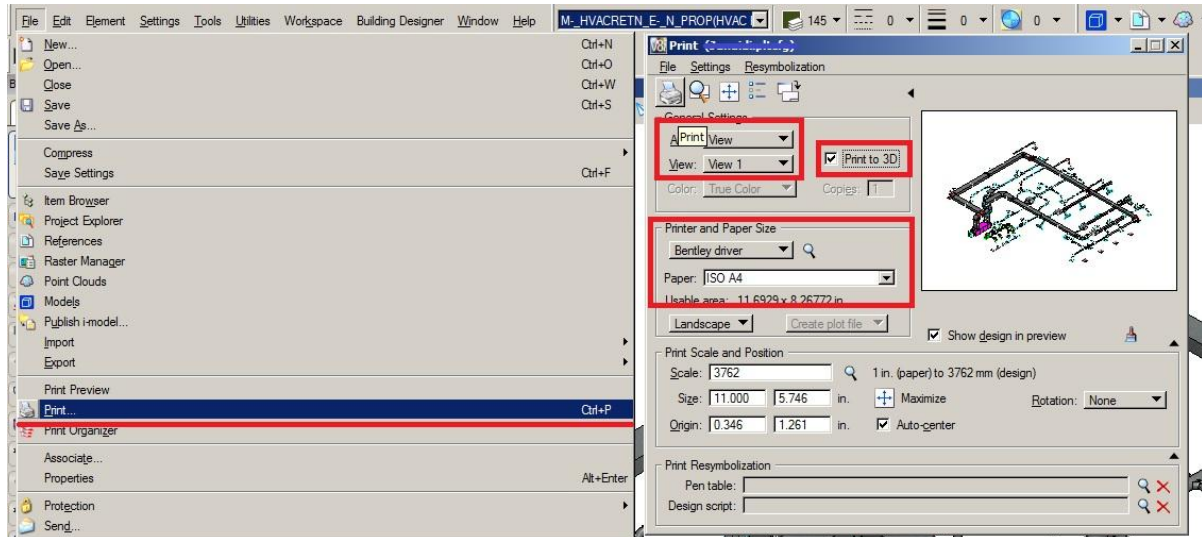 File Edit Element Settings Tools Utilities Workspace Building Designer Window Help M-_HVACRETN_E-_N_PROP(HVAC 145 0 0 0
New... Ctrl+N
Open... Ctrl+O
Close Ctrl+W
Save Ctrl+S
Save As...
Compress
Save Settings Ctrl+F
Item Browser
Project Explorer
References
Raster Manager
Point Clouds
Models
Publish i-model...
Import
Export
Print Preview
Print... Ctrl+P
Print Organizer
Associate...
Properties Alt+Enter
Protection
Send...
V8i Print
File Settings Resymbolization
General Settings
Print View
View: View 1
Print to 3D
Color: True Color Copies: 1
Printer and Paper Size
Bentley driver
Paper: ISO A4
Usable area: 11.6929 x 8.26772 in.
Landscape Create plot file
Show design in preview
Print Scale and Position
Scale: 3762 1 in. (paper) to 3762 mm (design)
Size: 11.000 5.746 in. Maximize Rotation: None
Origin: 0.346 1.261 in. Auto-center
Print Resymbolization
Pen table:
Design script: